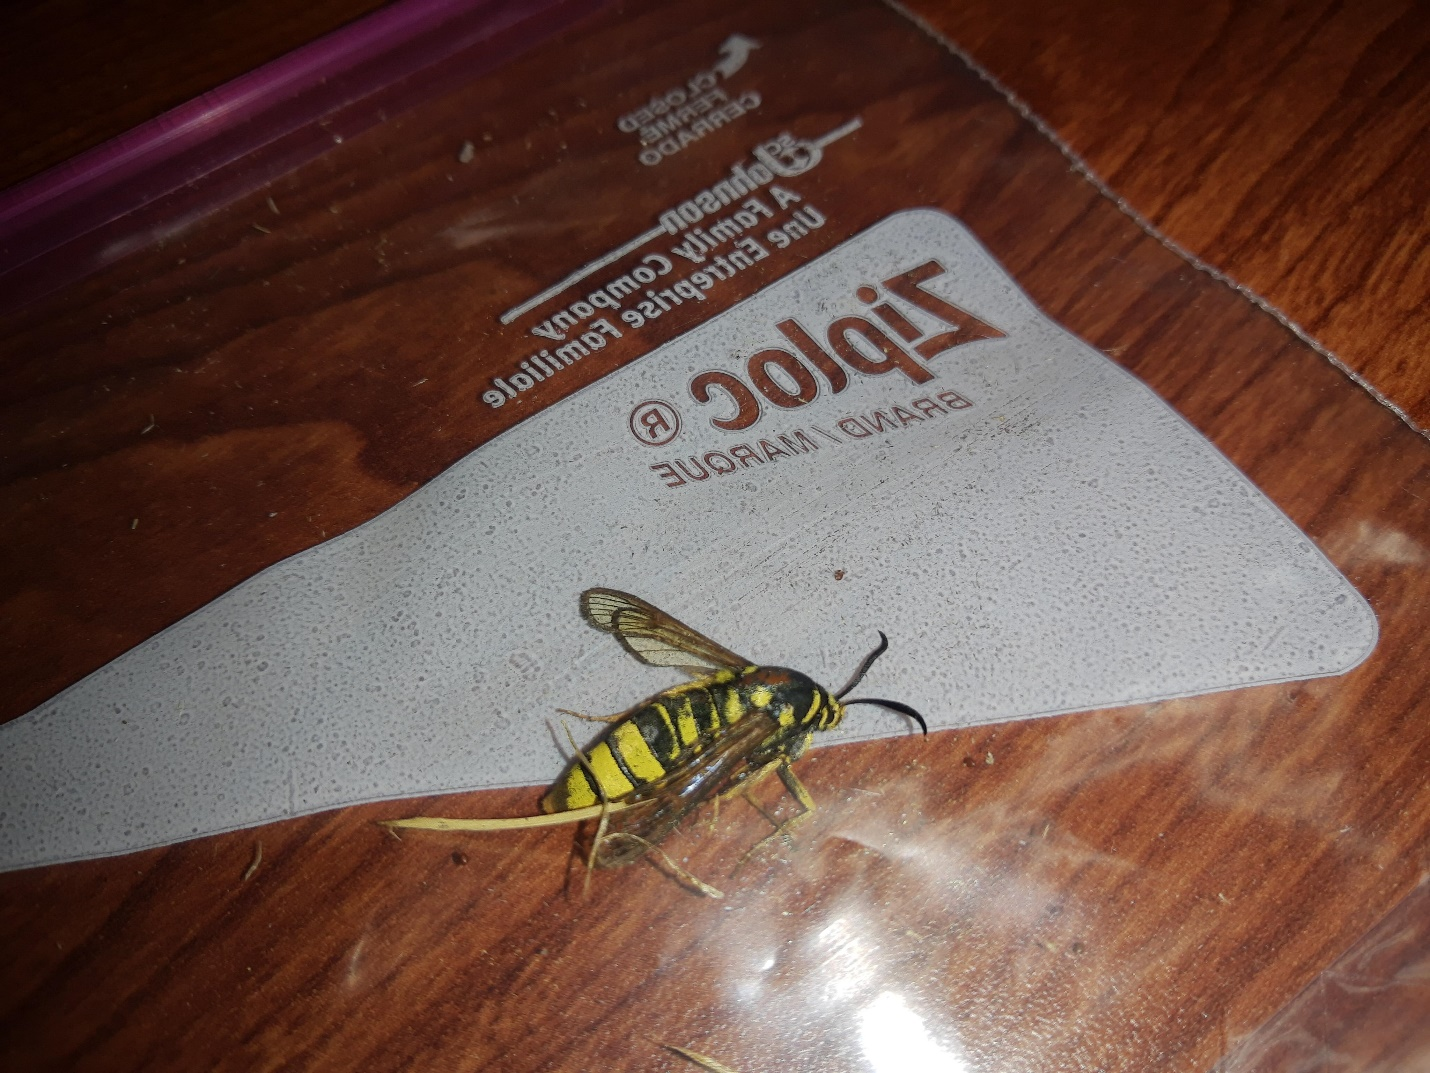 CLOSED
FERMÉ
CERRADO
SC Johnson
A Family Company
Une Entreprise Familiale
Ziploc ®
BRAND / MARQUE